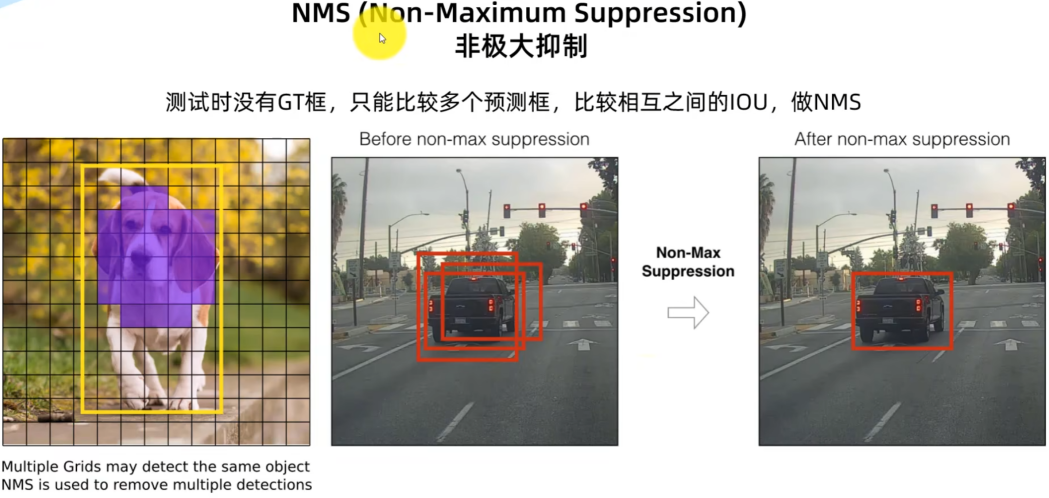 NMS (Non-Maximum Suppression)
非极大抑制
测试时没有GT框，只能比较多个预测框，比较相互之间的IOU，做NMS
Before non-max suppression
After non-max suppression
Non-Max
Suppression
Multiple Grids may detect the same object
NMS is used to remove multiple detections